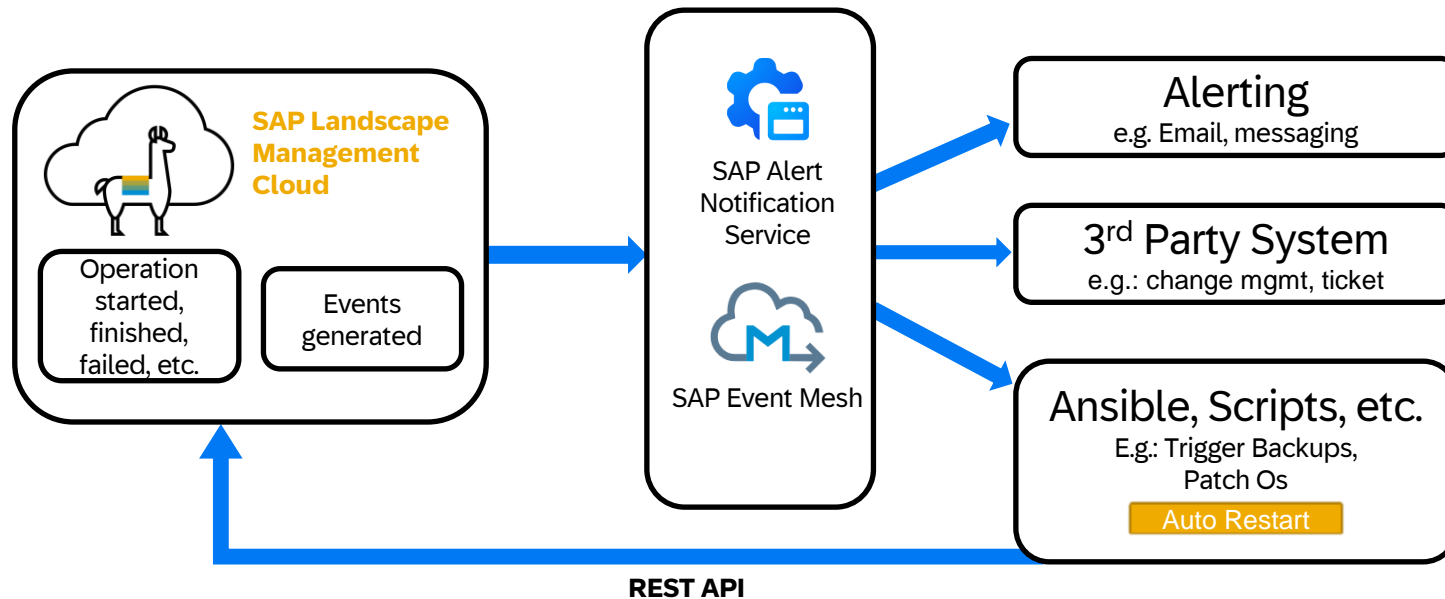 SAP Landscape
Management
Cloud
Operation
started,
finished,
failed, etc.
Events
generated
SAP Alert
Notification
Service
SAP Event Mesh
Alerting
e.g. Email, messaging
3rd Party System
e.g.: change mgmt, ticket
Ansible, Scripts, etc.
E.g.: Trigger Backups,
Patch Os
Auto Restart
REST API